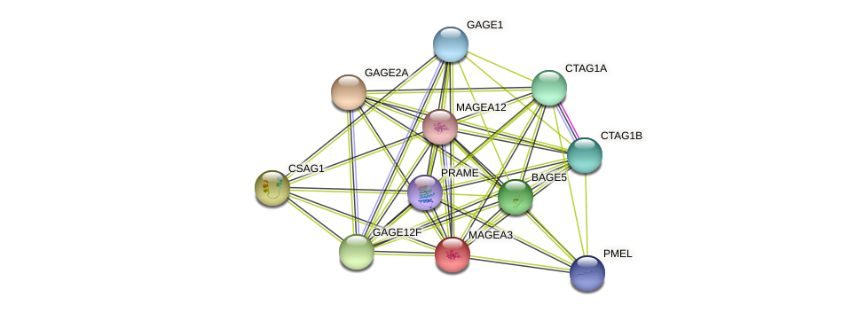 GAGE1
GAGE2A
CTAG1A
MAGEA12
CTAG1B
CSAG1
PRAME
BAGE5
GAGE12F
MAGEA3
PMEL